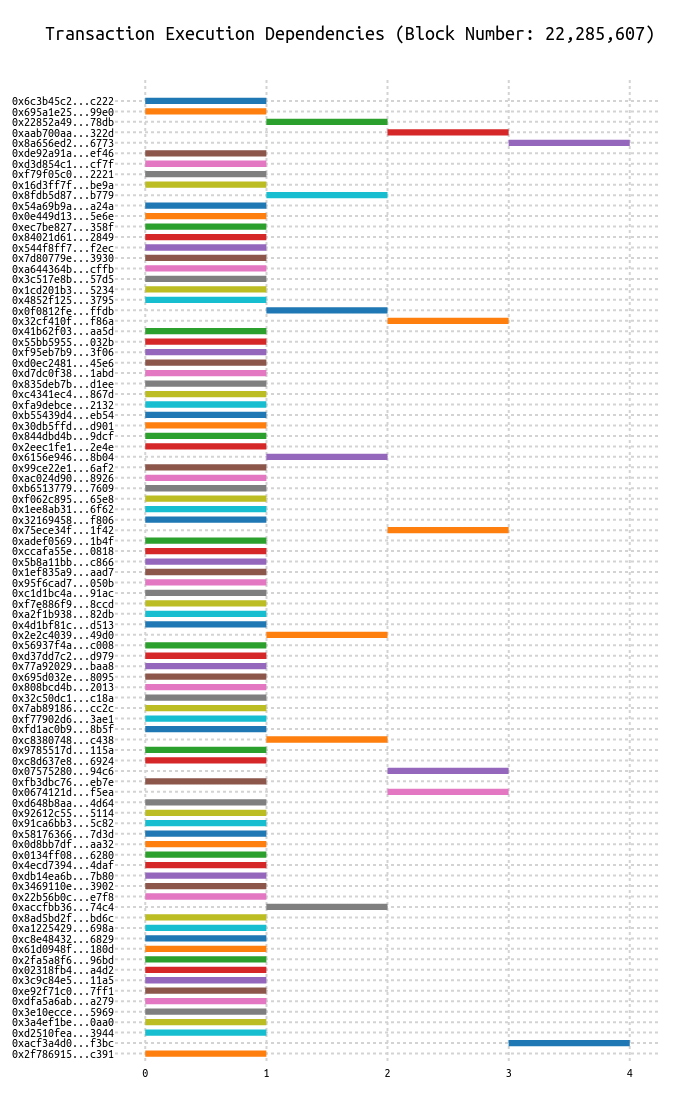 Transaction Execution Dependencies (Block Number: 22,285,607)
0x6c3b45c2...c222
0x695a1e25...99e0
0x22852a49...78db
0xaab700aa...322d
0x8a656ed2...6773
0xde92a91a...ef46
0xd3d854c1...cf7f
0xf79f05c0...2221
0x16d3ff7f...be9a
0x8fdb5d87...b779
0x54a69b9a...a24a
0x0e449d13...5e6e
0xec7be827...358f
0x84021d61...2849
0x544f8ff7...f2ec
0x7d80779e...3930
0xa644364b...cffb
0x3c517e8b...57d5
0x1cd201b3...5234
0x4852f125...3795
0x0f0812fe...ffdb
0x32cf410f...f86a
0x41b62f03...aa5d
0x55bb5955...032b
0xf95eb7b9...3f06
0xd0ec2481...45e6
0xd7dc0f38...1abd
0x835deb7b...d1ee
0xc4341ec4...867d
0xfa9debce...2132
0xb55439d4...eb54
0x30db5ffd...d901
0x844dbd4b...9dcf
0x2eec1fe1...2e4e
0x6156e946...8b04
0x99ce22e1...6af2
0xac024d90...8926
0xb6513779...7609
0xf062c895...65e8
0x1ee8ab31...6f62
0x32169458...f806
0x75ece34f...1f42
0xadef0569...1b4f
0xccafa55e...0818
0x5b8a11bb...c866
0x1ef835a9...aad7
0x95f6cad7...050b
0xc1d1bc4a...91ac
0xf7e886f9...8ccd
0xa2f1b938...82db
0x4d1bf81c...d513
0x2e2c4039...49d0
0x56937f4a...c008
0xd37dd7c2...d979
0x77a92029...baa8
0x695d032e...8095
0x808bcd4b...2013
0x32c50dc1...c18a
0x7ab89186...cc2c
0xf77902d6...3ae1
0xfd1ac0b9...8b5f
0xc8380748...c438
0x9785517d...115a
0xc8d637e8...6924
0x07575280...94c6
0xfb3dbc76...eb7e
0x0674121d...f5ea
0xd648b8aa...4d64
0x92612c55...5114
0x91ca6bb3...5c82
0x58176366...7d3d
0x0d8bb7df...aa32
0x0134ff08...6280
0x4ecd7394...4daf
0xdb14ea6b...7b80
0x3469110e...3902
0x22b56b0c...e7f8
0xaccfbb36...74c4
0x8ad5bd2f...bd6c
0xa1225429...698a
0xc8e48432...6829
0x61d0948f...180d
0x2fa5a8f6...96bd
0x02318fb4...a4d2
0x3c9c84e5...11a5
0xe92f71c0...7ff1
0xdfa5a6ab...a279
0x3e10ecce...5969
0x3a4ef1be...0aa0
0xd2510fea...3944
0xacf3a4d0...f3bc
0x2f786915...c391
0 1 2 3 4